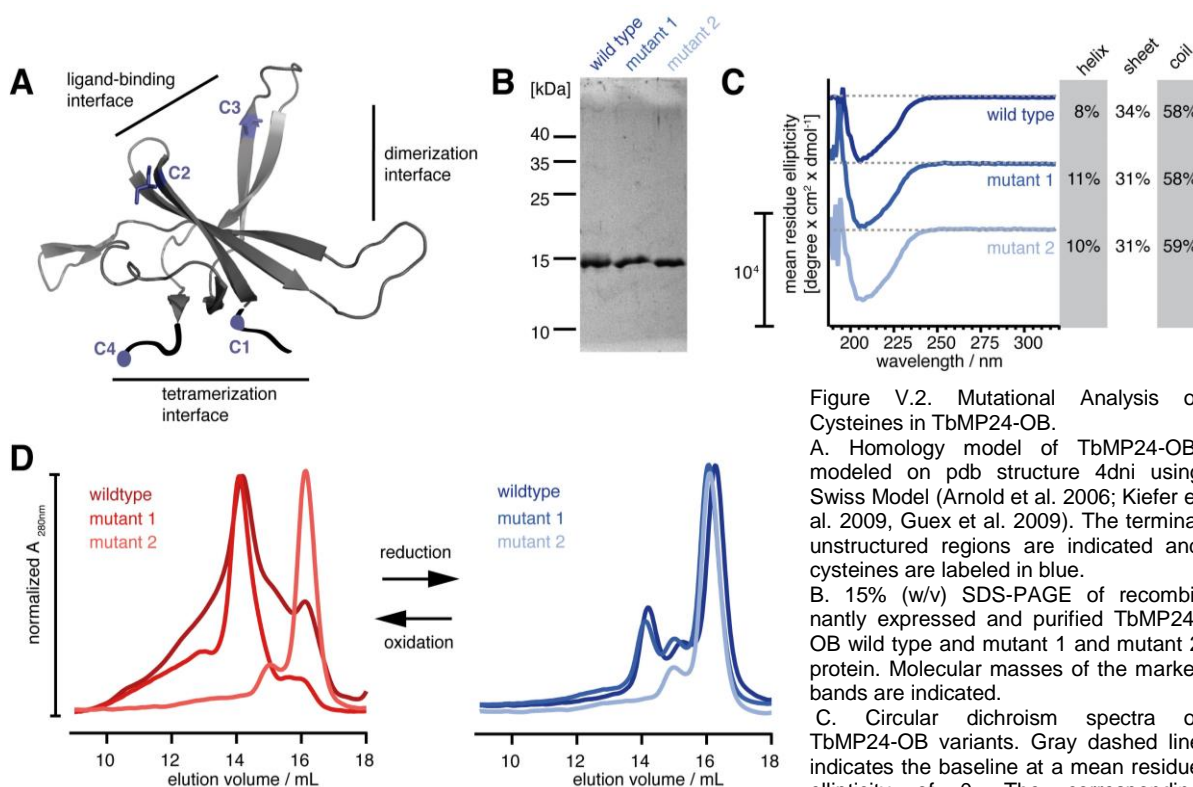 A
ligand-binding
interface
C3
C2
dimerization
interface
C4
C1
tetramerization
interface
B
wild type
mutant 1
mutant 2
[kDa]
40
35
25
15
10
C
helix
sheet
coil
mean residue ellipticity
[degree x cm² x dmol⁻¹]
10⁴
wild type 8% 34% 58%
mutant 1 11% 31% 58%
mutant 2 10% 31% 59%
200 225 250 275 300
wavelength / nm
D
normalized A 280nm
wildtype
mutant 1
mutant 2
reduction
oxidation
wildtype
mutant 1
mutant 2
10 12 14 16 18
elution volume / mL
10 12 14 16 18
elution volume / mL
Figure V.2. Mutational Analysis o
Cysteines in TbMP24-OB.
A. Homology model of TbMP24-OB
modeled on pdb structure 4dni using
Swiss Model (Arnold et al. 2006; Kiefer e
al. 2009, Guex et al. 2009). The termina
unstructured regions are indicated and
cysteines are labeled in blue.
B. 15% (w/v) SDS-PAGE of recombi
nantly expressed and purified TbMP24
OB wild type and mutant 1 and mutant 2
protein. Molecular masses of the marke
bands are indicated.
C. Circular dichroism spectra o
TbMP24-OB variants. Gray dashed line
indicates the baseline at a mean residue